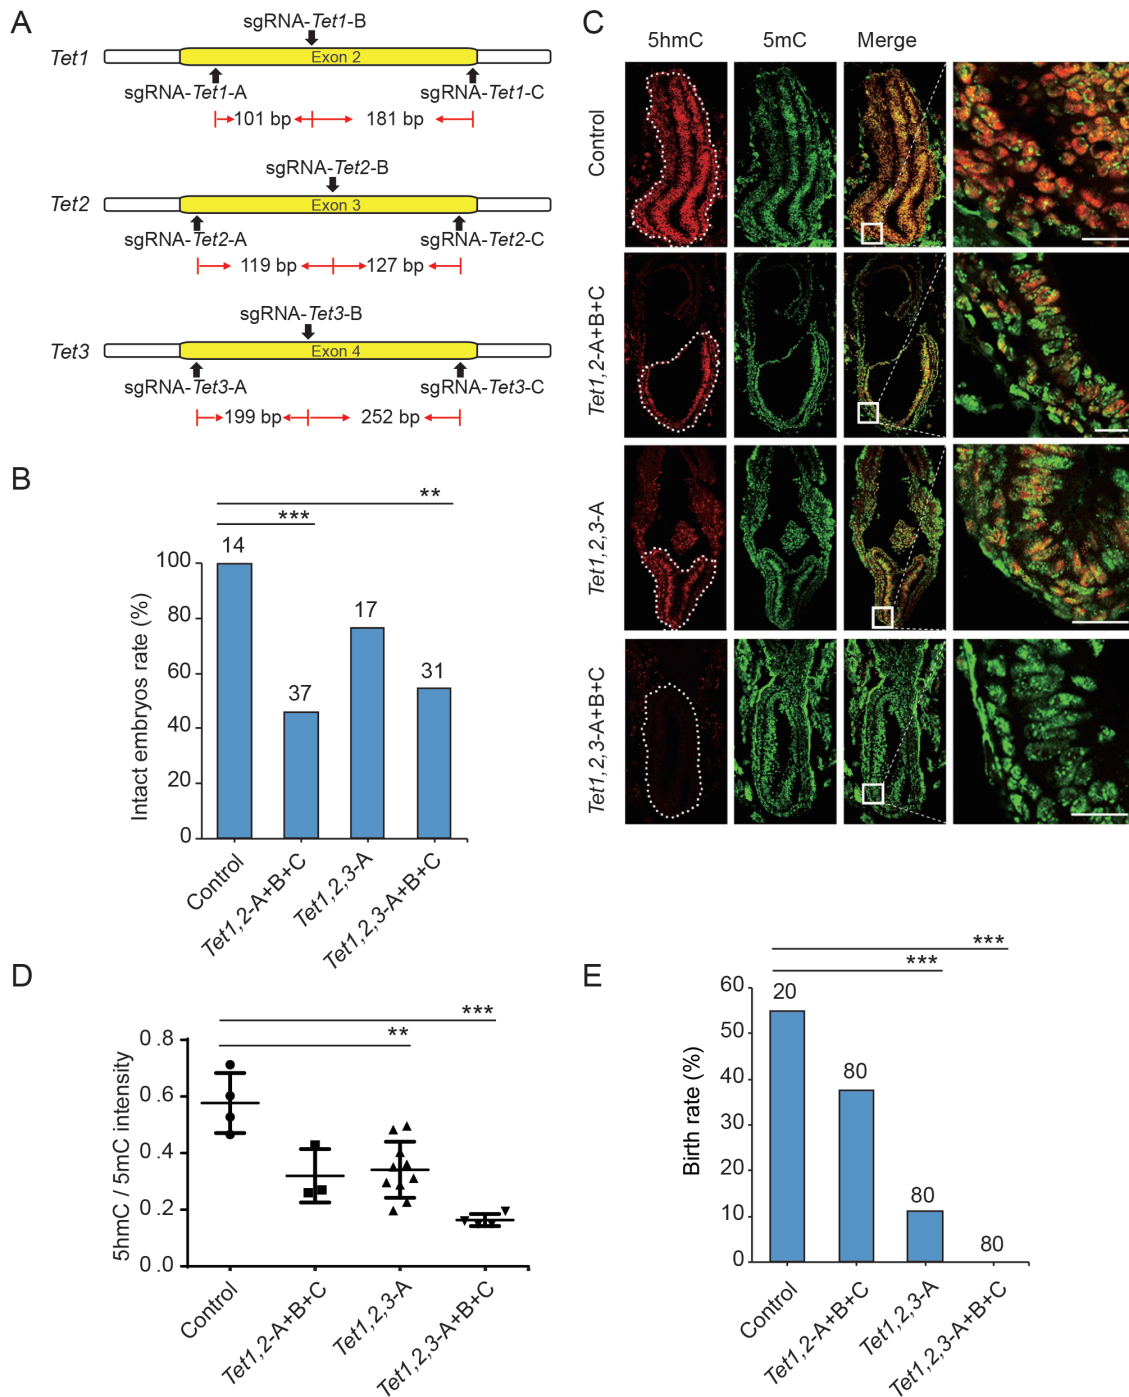 A
sgRNA-Tet1-B
Tet1
Exon 2
sgRNA-Tet1-A
sgRNA-Tet1-C
101 bp
181 bp
sgRNA-Tet2-B
Tet2
Exon 3
sgRNA-Tet2-A
sgRNA-Tet2-C
119 bp
127 bp
sgRNA-Tet3-B
Tet3
Exon 4
sgRNA-Tet3-A
sgRNA-Tet3-C
199 bp
252 bp
B
**
***
Intact embryos rate (%)
100
80
60
40
20
0
14
37
17
31
Control
Tet1,2-A+B+C
Tet1,2,3-A
Tet1,2,3-A+B+C
C
5hmC
5mC
Merge
Control
Tet1,2-A+B+C
Tet1,2,3-A
Tet1,2,3-A+B+C
D
***
**
5hmC / 5mC intensity
0.8
0.6
0.4
0.2
0.0
Control
Tet1,2-A+B+C
Tet1,2,3-A
Tet1,2,3-A+B+C
E
***
***
Birth rate (%)
60
50
40
30
20
10
0
20
80
80
80
Control
Tet1,2-A+B+C
Tet1,2,3-A
Tet1,2,3-A+B+C